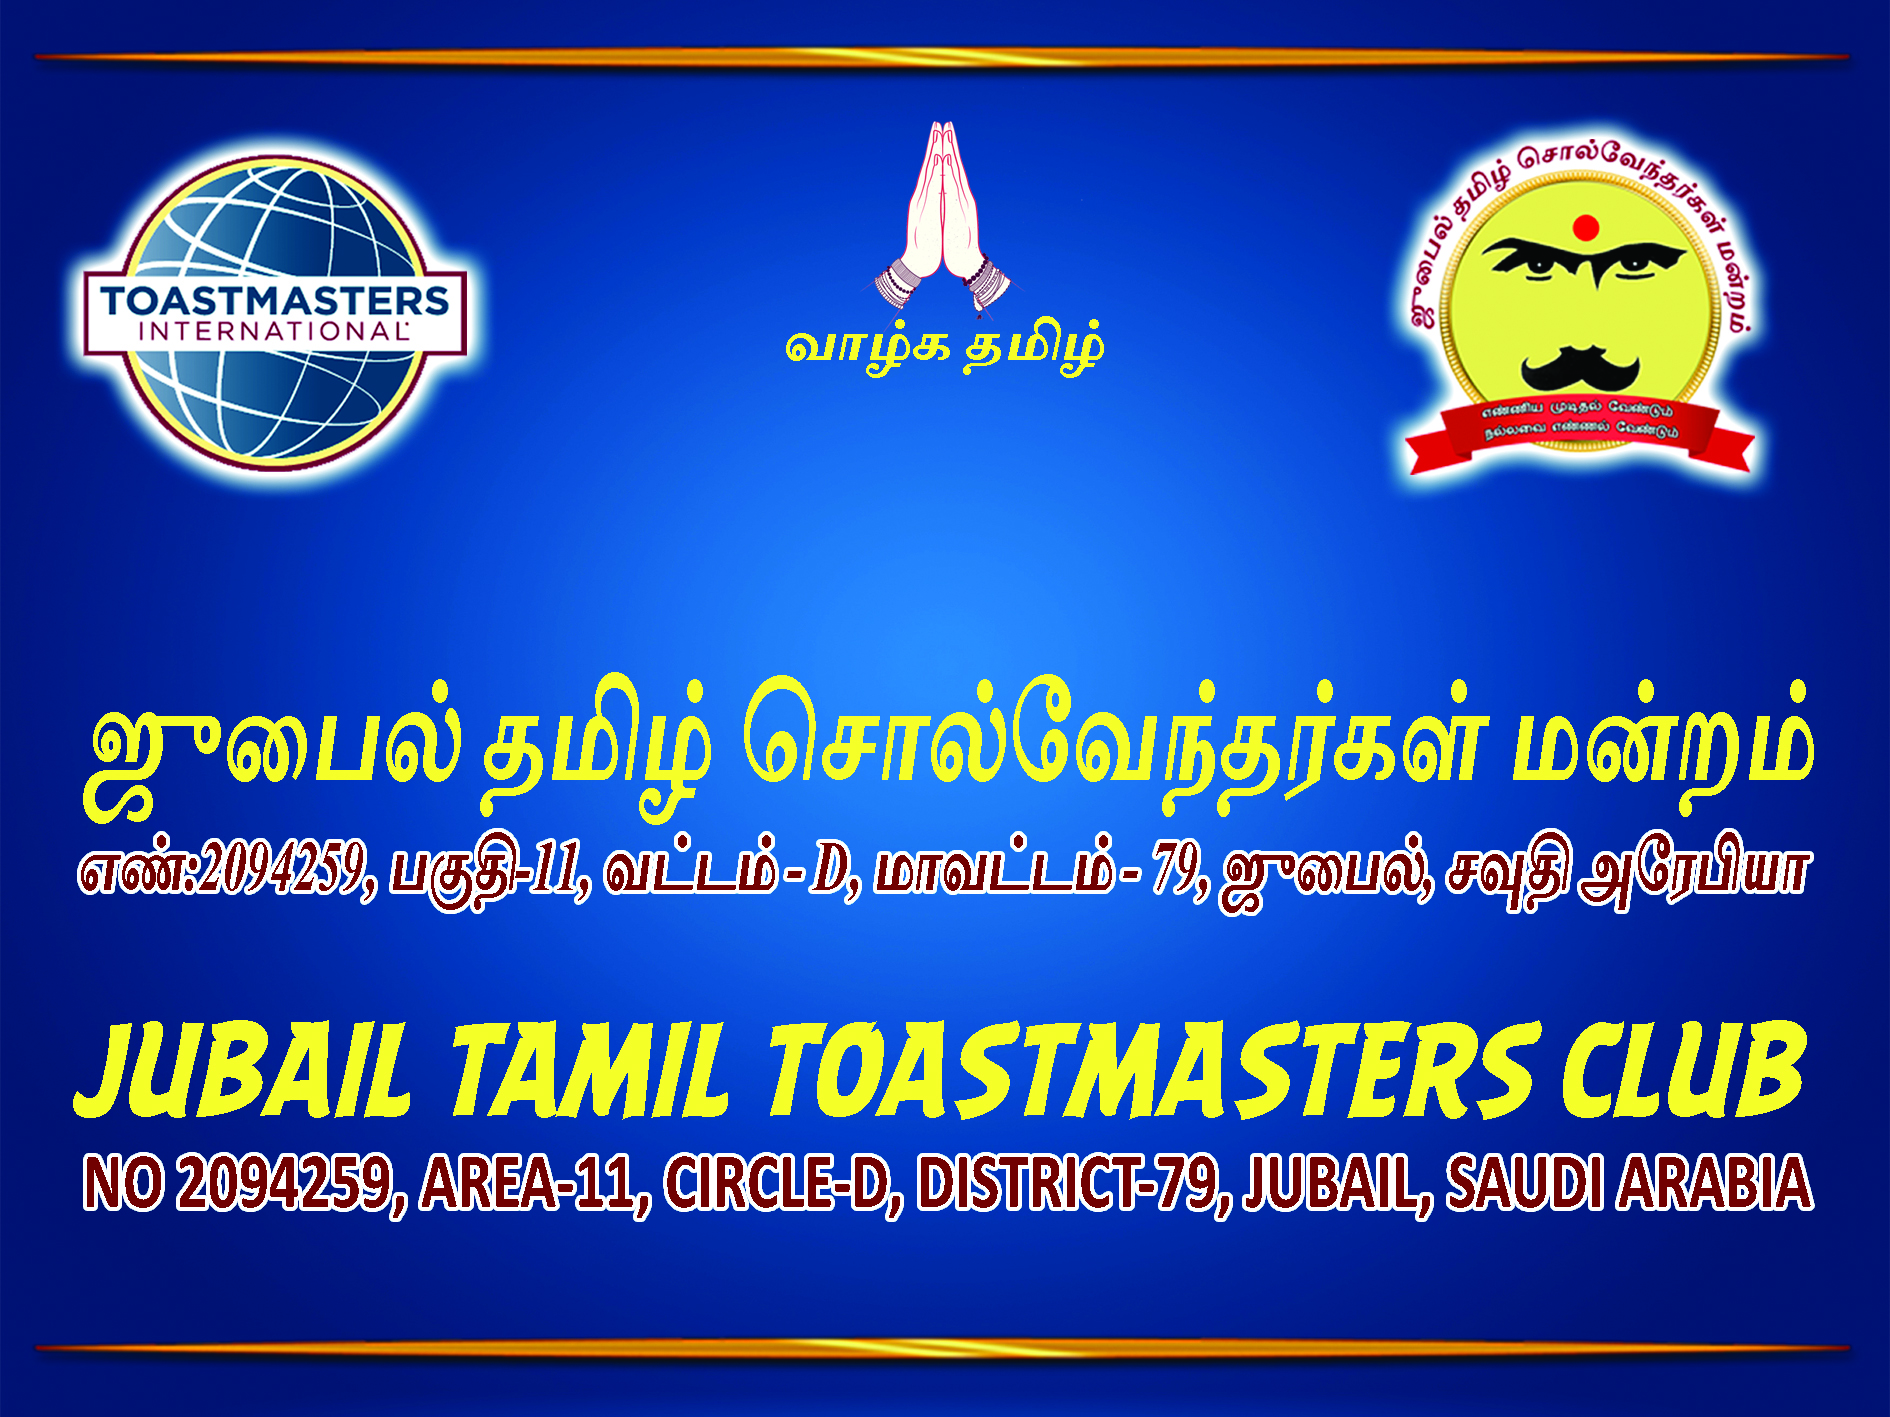 TOASTMASTERS
INTERNATIONAL
வாழ்க தமிழ்
ஜுபைல் தமிழ் சொல்வேந்தர்கள் மன்றம்
எண்ணிய முடிதல் வேண்டும்
நல்லவை எண்ணல் வேண்டும்
ஜுபைல் தமிழ் சொல்வேந்தர்கள் மன்றம்
எண்:2094259, பகுதி-11, வட்டம் - D, மாவட்டம் - 79, ஜுபைல், சவுதி அரேபியா
JUBAIL TAMIL TOASTMASTERS CLUB
NO 2094259, AREA-11, CIRCLE-D, DISTRICT-79, JUBAIL, SAUDI ARABIA